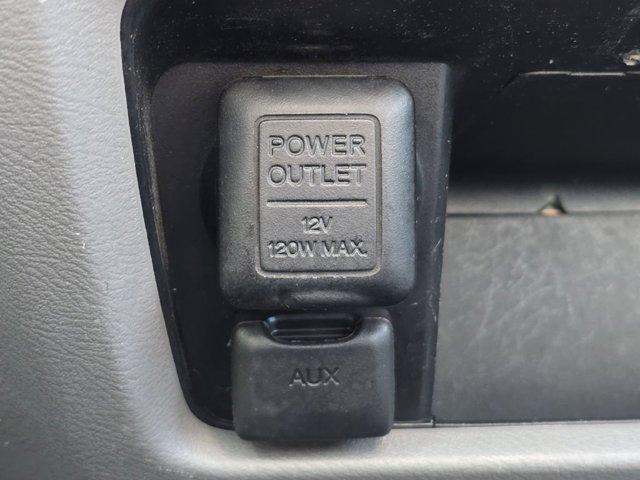 POWER
OUTLET
12V
120W MAX.
AUX